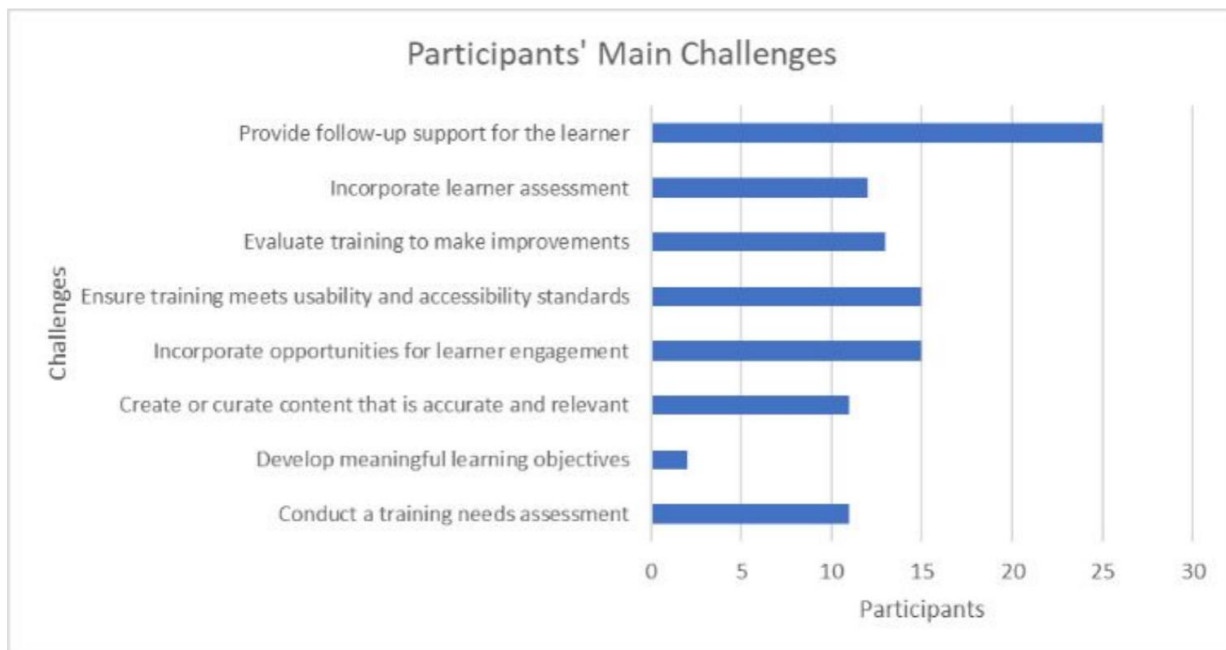 Participants' Main Challenges
Challenges
Provide follow-up support for the learner
Incorporate learner assessment
Evaluate training to make improvements
Ensure training meets usability and accessibility standards
Incorporate opportunities for learner engagement
Create or curate content that is accurate and relevant
Develop meaningful learning objectives
Conduct a training needs assessment
0 5 10 15 20 25 30
Participants